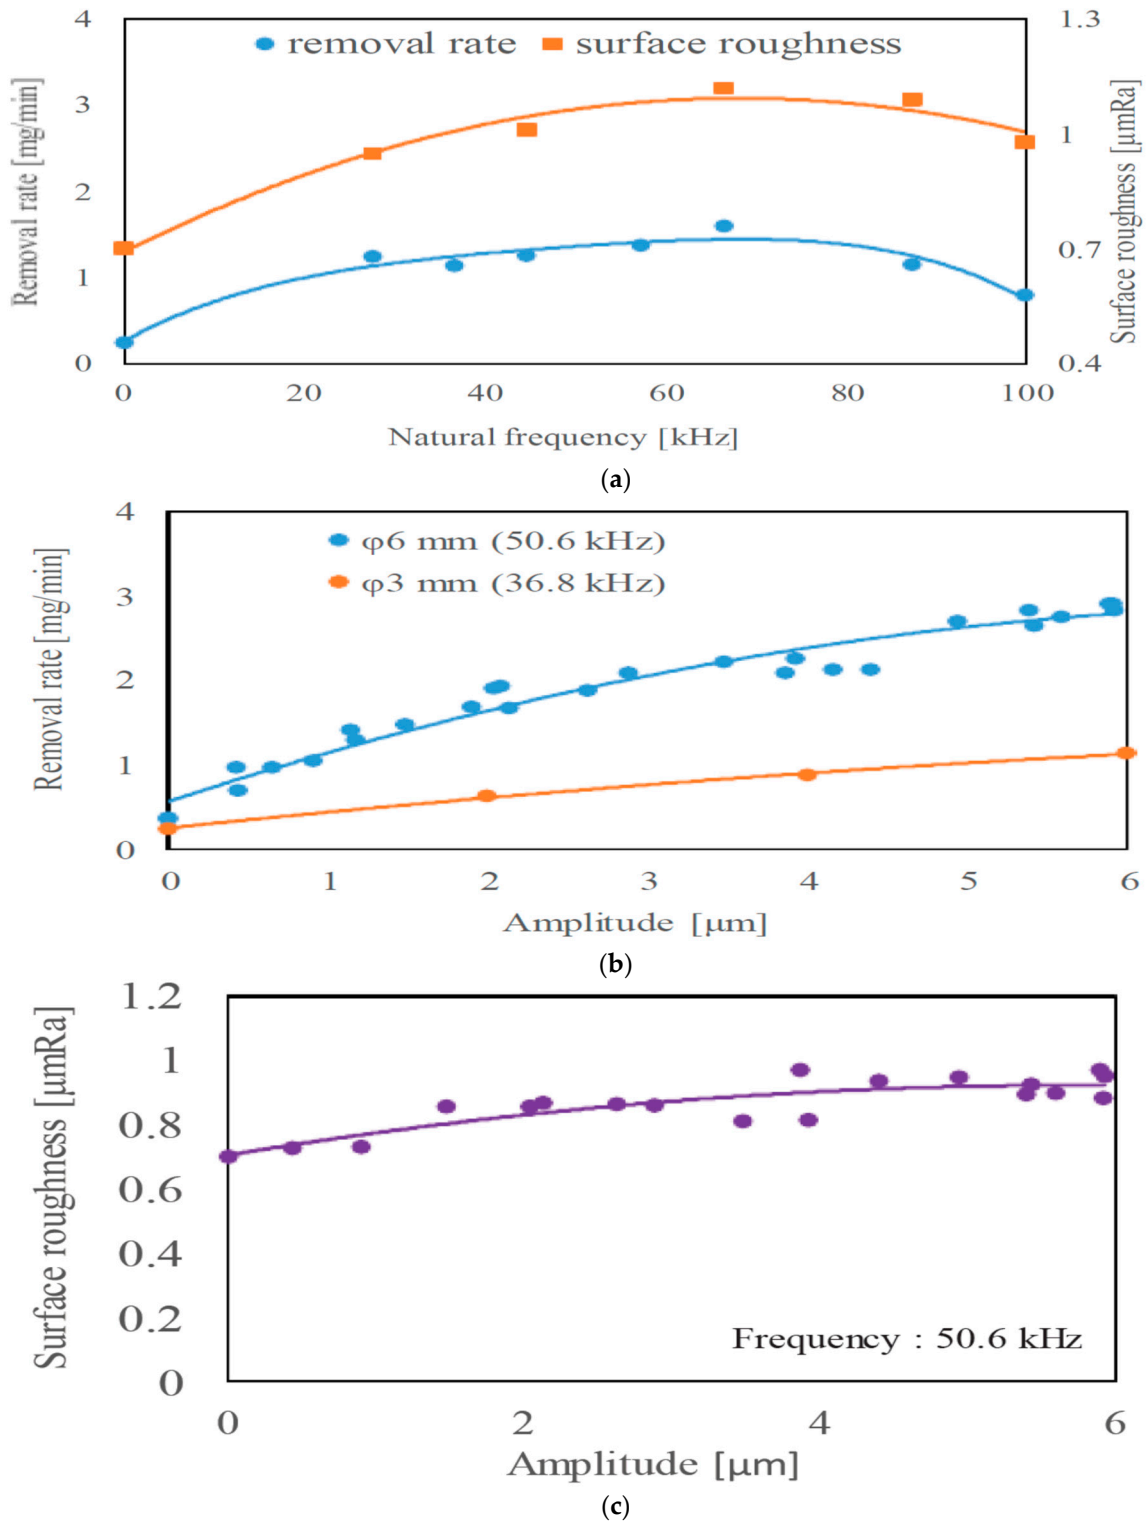 4
3
2
1
0
Removal rate [mg/min]
removal rate
surface roughness
1.3
1
0.7
0.4
Surface roughness [μmRa]
0 20 40 60 80 100
Natural frequency [kHz]
(a)
4
3
2
1
0
Removal rate [mg/min]
φ6 mm (50.6 kHz)
φ3 mm (36.8 kHz)
0 1 2 3 4 5 6
Amplitude [μm]
(b)
1.2
1
0.8
0.6
0.4
0.2
0
Surface roughness [μmRa]
Frequency : 50.6 kHz
0 2 4 6
Amplitude [μm]
(c)